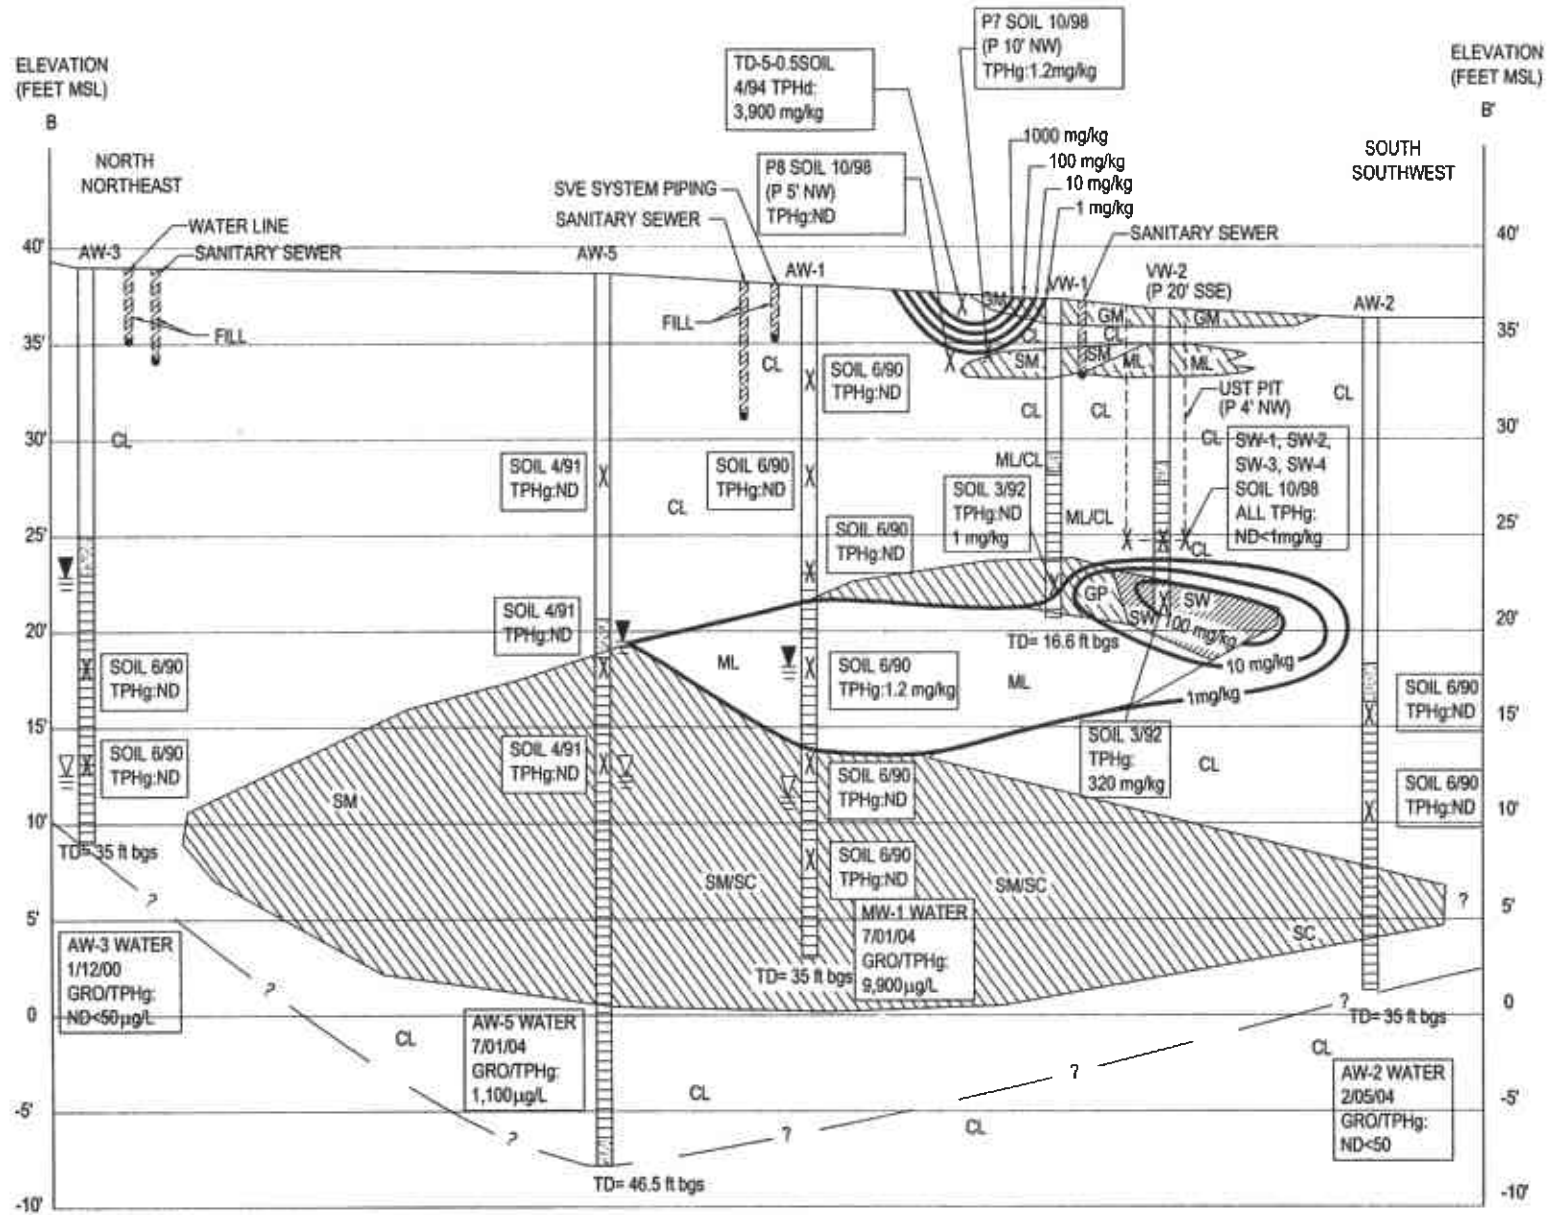 P7 SOIL 10/98
(P 10' NW)
TPHg:1.2mg/kg
ELEVATION
(FEET MSL)
B
TD-5-0.5SOIL
4/94 TPHd:
3,900 mg/kg
ELEVATION
(FEET MSL)
B'
1000 mg/kg
100 mg/kg
10 mg/kg
1 mg/kg
NORTH
NORTHEAST
SOUTH
SOUTHWEST
P8 SOIL 10/98
(P 5' NW)
TPHg:ND
SVE SYSTEM PIPING
SANITARY SEWER
WATER LINE
SANITARY SEWER
SANITARY SEWER
40'
AW-3
AW-5
AW-1
VW-1
VW-2
(P 20' SSE)
AW-2
40'
GM
GM
GM
FILL
FILL
35'
CL
CL
CL
35'
SM
SM
ML
ML
SOIL 6/90
TPHg:ND
CL
CL
CL
UST PIT
(P 4' NW)
30'
CL
CL
30'
SW-1, SW-2,
SW-3, SW-4
SOIL 10/98
ALL TPHg:
ND<1mg/kg
SOIL 4/91
TPHg:ND
SOIL 6/90
TPHg:ND
ML/CL
SOIL 3/92
TPHg:ND
1 mg/kg
CL
ML/CL
25'
SOIL 6/90
TPHg:ND
CL
25'
GP
SW
SW
100 mg/kg
SOIL 4/91
TPHg:ND
20'
TD= 16.6 ft bgs
20'
10 mg/kg
1mg/kg
SOIL 6/90
TPHg:ND
ML
SOIL 6/90
TPHg:1.2 mg/kg
ML
SOIL 6/90
TPHg:ND
15'
15'
SOIL 6/90
TPHg:ND
SOIL 4/91
TPHg:ND
SOIL 3/92
TPHg:
320 mg/kg
CL
SM
SOIL 6/90
TPHg:ND
SOIL 6/90
TPHg:ND
10'
10'
TD= 35 ft bgs
SOIL 6/90
TPHg:ND
SM/SC
SM/SC
?
?
5'
5'
MW-1 WATER
7/01/04
GRO/TPHg:
9,900µg/L
SC
AW-3 WATER
1/12/00
GRO/TPHg:
ND<50µg/L
TD= 35 ft bgs
?
?
0
0
TD= 35 ft bgs
AW-5 WATER
7/01/04
GRO/TPHg:
1,100µg/L
CL
CL
AW-2 WATER
2/05/04
GRO/TPHg:
ND<50
?
CL
-5'
-5'
CL
?
?
TD= 46.5 ft bgs
-10'
-10'